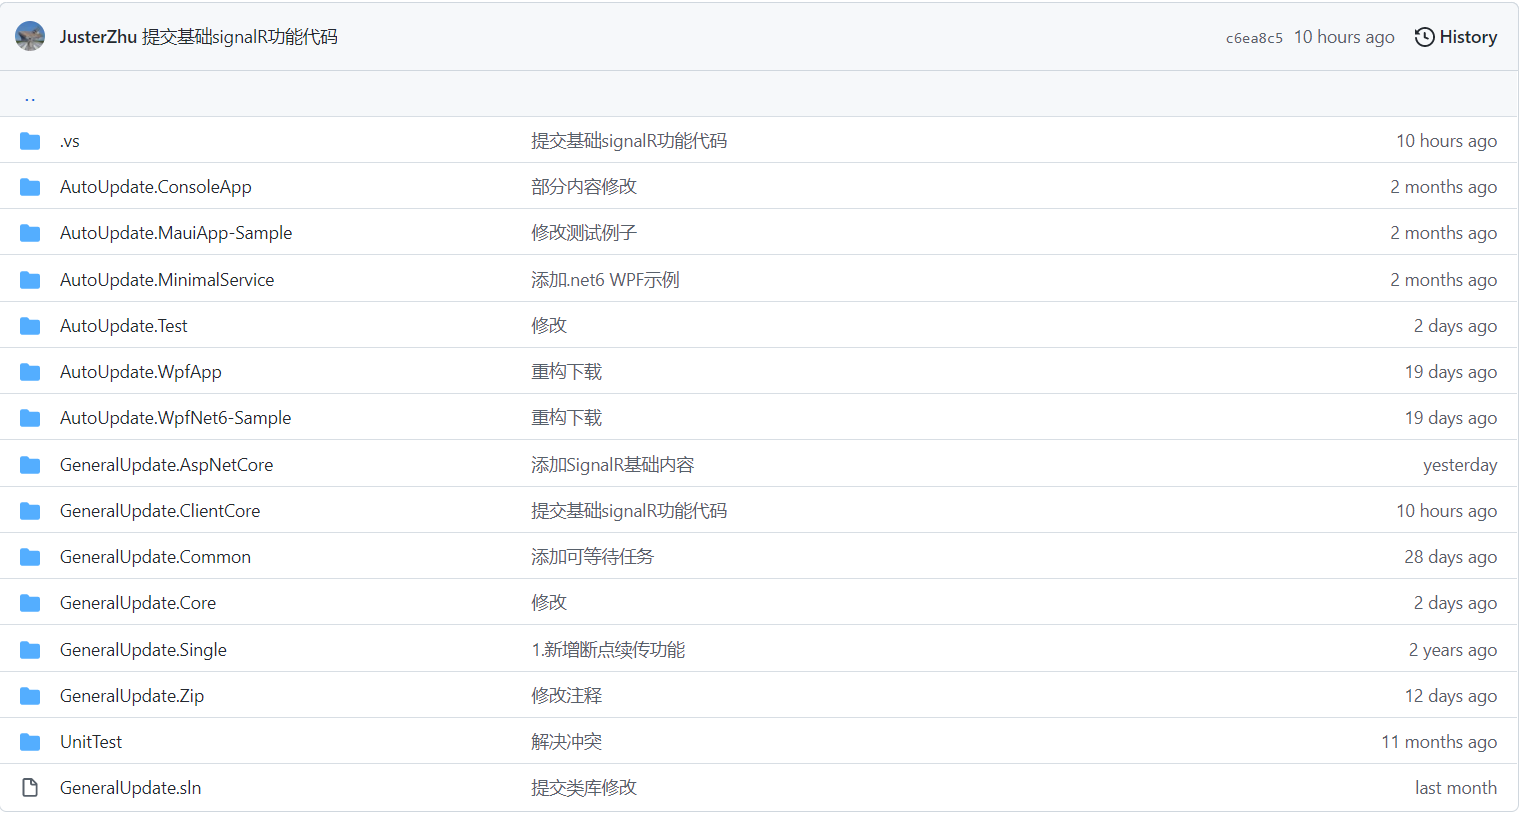 JusterZhu 提交基础signalR功能代码 c6ea8c5 10 hours ago History
..
.vs 提交基础signalR功能代码 10 hours ago
AutoUpdate.ConsoleApp 部分内容修改 2 months ago
AutoUpdate.MauiApp-Sample 修改测试例子 2 months ago
AutoUpdate.MinimalService 添加.net6 WPF示例 2 months ago
AutoUpdate.Test 修改 2 days ago
AutoUpdate.WpfApp 重构下载 19 days ago
AutoUpdate.WpfNet6-Sample 重构下载 19 days ago
GeneralUpdate.AspNetCore 添加SignalR基础内容 yesterday
GeneralUpdate.ClientCore 提交基础signalR功能代码 10 hours ago
GeneralUpdate.Common 添加可等待任务 28 days ago
GeneralUpdate.Core 修改 2 days ago
GeneralUpdate.Single 1.新增断点续传功能 2 years ago
GeneralUpdate.Zip 修改注释 12 days ago
UnitTest 解决冲突 11 months ago
GeneralUpdate.sln 提交类库修改 last month